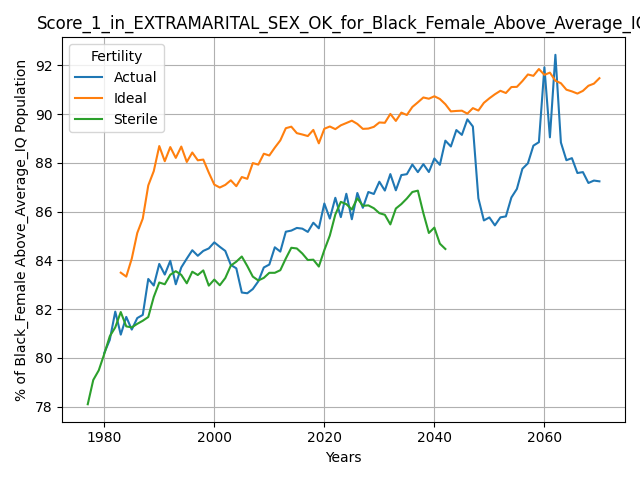 Score_1_in_EXTRAMARITAL_SEX_OK_for_Black_Female_Above_Average_IQ
Fertility
Actual
Ideal
Sterile
92
90
88
86
84
82
80
78
% of Black_Female Above_Average_IQ Population
1980
2000
2020
2040
2060
Years